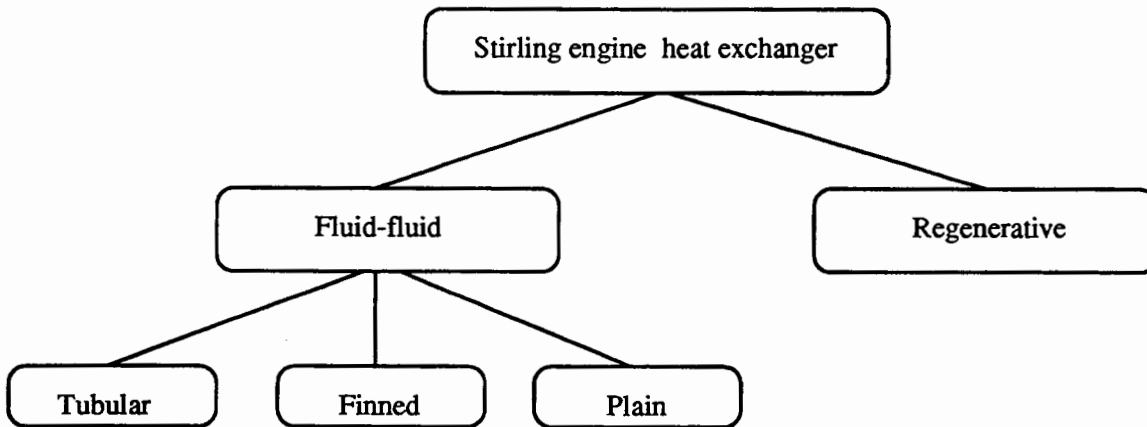 Stirling engine heat exchanger
Fluid-fluid
Regenerative
Tubular
Finned
Plain